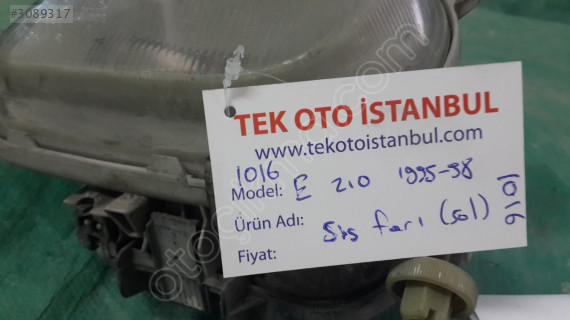 #3089317
TEK OTO İSTANBUL
www.tekotoistanbul.com
1016
Model: E 210 1995-98
Ürün Adı: Sis farı (sol)
1016
Fiyat: